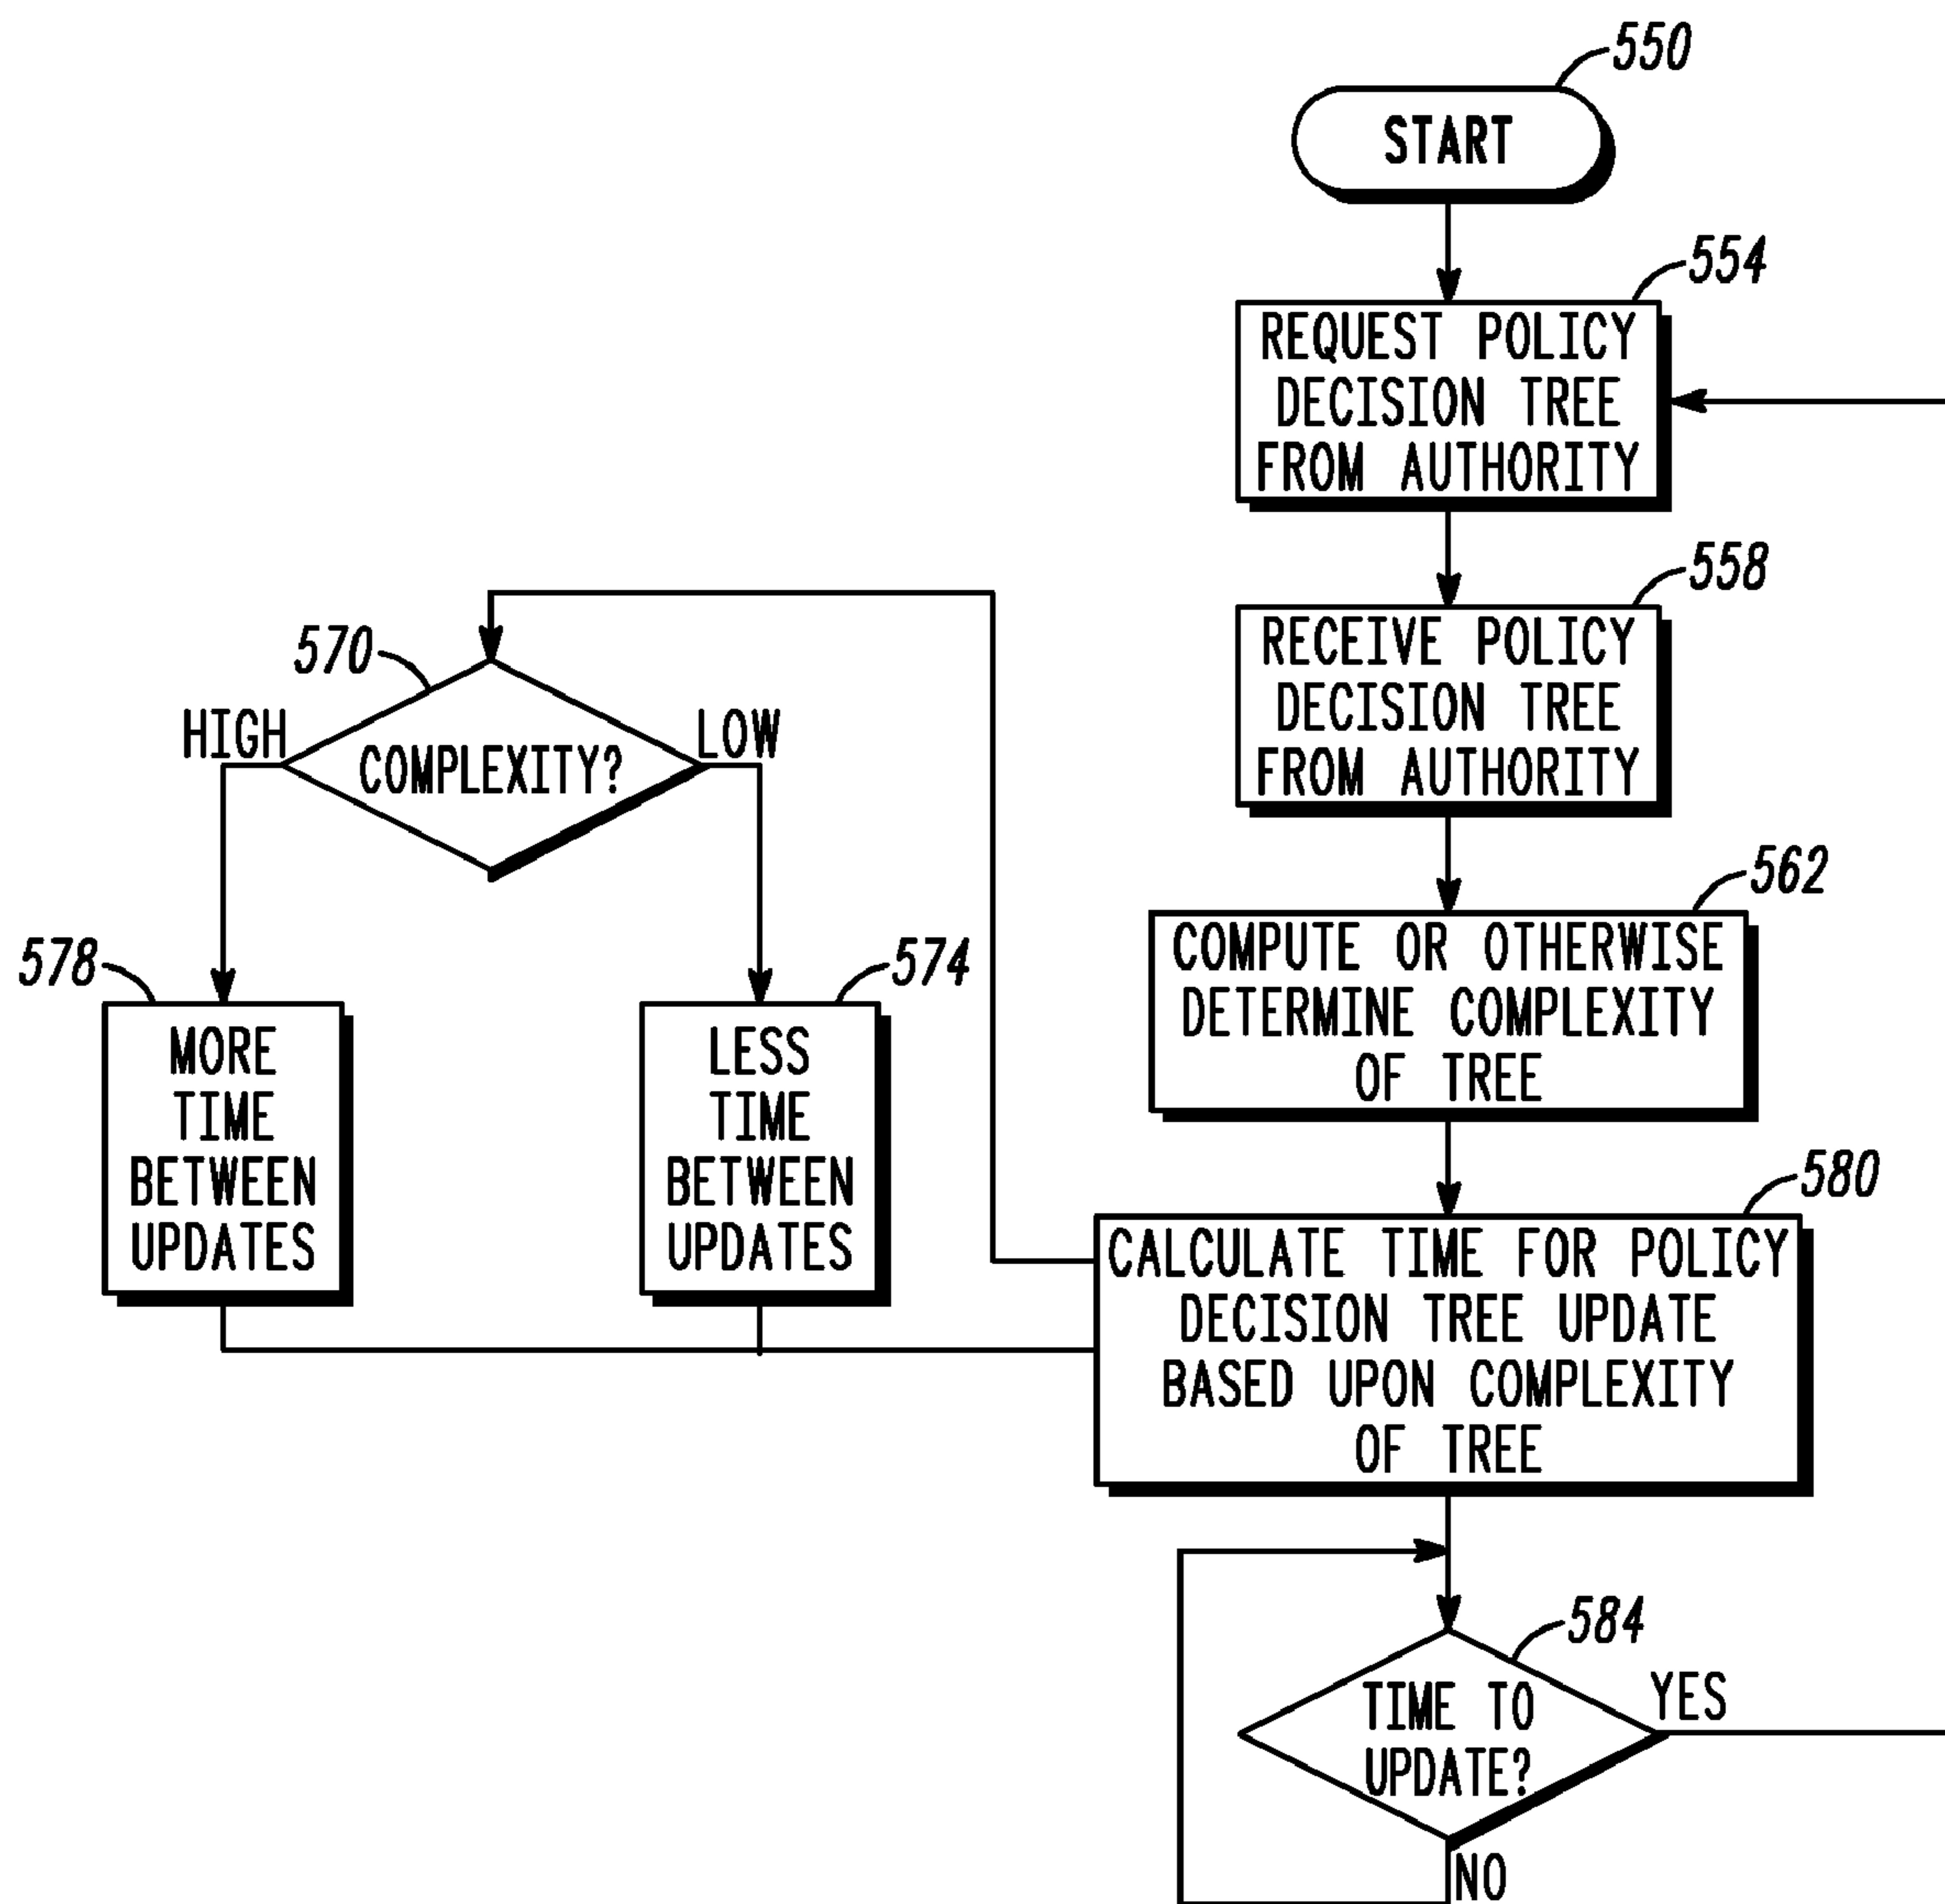 550
START
554
REQUEST POLICY
DECISION TREE
FROM AUTHORITY
558
RECEIVE POLICY
DECISION TREE
FROM AUTHORITY
562
COMPUTE OR OTHERWISE
DETERMINE COMPLEXITY
OF TREE
580
CALCULATE TIME FOR POLICY
DECISION TREE UPDATE
BASED UPON COMPLEXITY
OF TREE
570
HIGH
COMPLEXITY?
LOW
578
MORE
TIME
BETWEEN
UPDATES
574
LESS
TIME
BETWEEN
UPDATES
584
TIME TO
UPDATE?
YES
NO